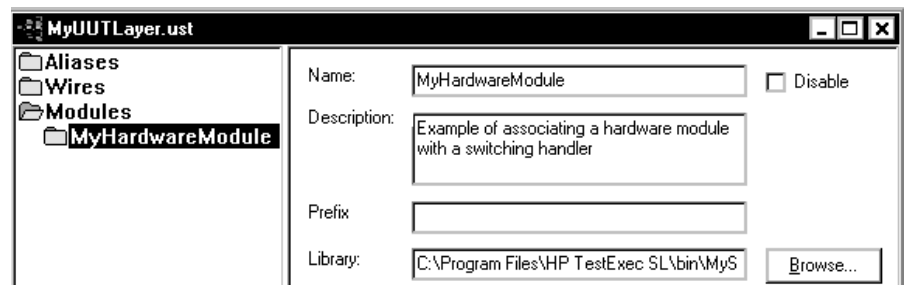 MyUUTLayer.ust
Aliases
Wires
Modules
MyHardwareModule
Name:
MyHardwareModule
Disable
Description:
Example of associating a hardware module
with a switching handler
Prefix
Library:
C:\Program Files\HP TestExec SL\bin\MyS
Browse...